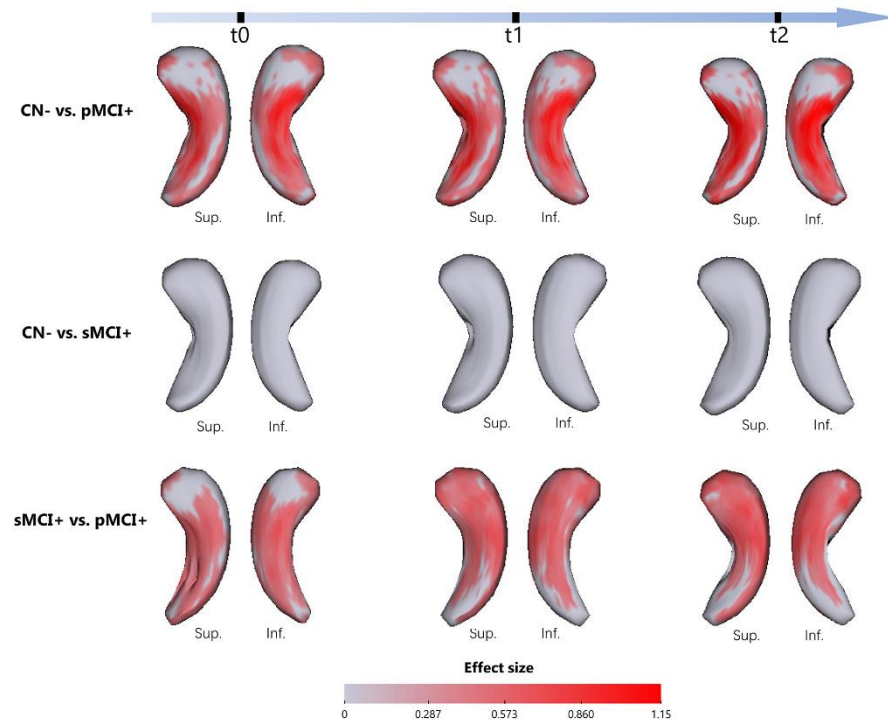 t0 t1 t2
CN- vs. pMCI+
Sup. Inf. Sup. Inf. Sup. Inf.
CN- vs. sMCI+
Sup. Inf. Sup. Inf. Sup. Inf.
sMCI+ vs. pMCI+
Sup. Inf. Sup. Inf. Sup. Inf.
Effect size
0 0.287 0.573 0.860 1.15